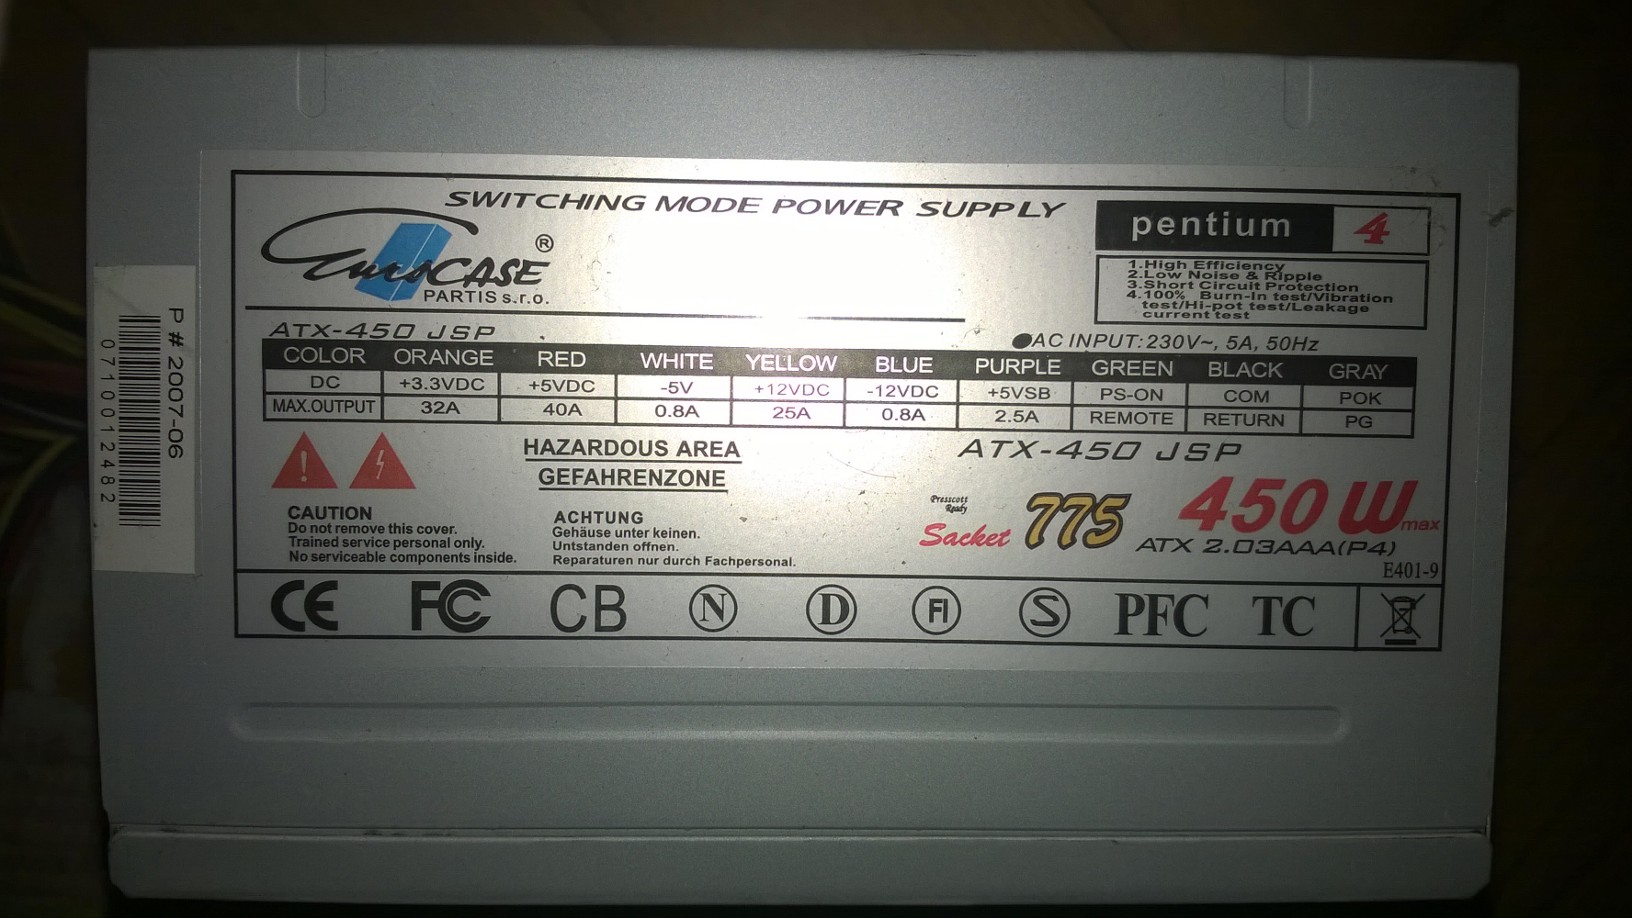 SWITCHING MODE POWER SUPPLY
EuroCASE ®
PARTIS s.r.o.
pentium 4
1.High Efficiency
2.Low Noise & Ripple
3.Short Circuit Protection
4.100% Burn-In test/Vibration
test/Hi-pot test/Leakage
current test
ATX-450 JSP
AC INPUT: 230V~, 5A, 50Hz
COLOR ORANGE RED WHITE YELLOW BLUE PURPLE GREEN BLACK GRAY
DC +3.3VDC +5VDC -5V +12VDC -12VDC +5VSB PS-ON COM POK
MAX.OUTPUT 32A 40A 0.8A 25A 0.8A 2.5A REMOTE RETURN PG
HAZARDOUS AREA
GEFAHRENZONE
CAUTION
Do not remove this cover.
Trained service personal only.
No serviceable components inside.
ACHTUNG
Gehäuse unter keinen.
Untstanden offnen.
Reparaturen nur durch Fachpersonal.
ATX-450 JSP
Presscott
Ready
Sacket 775
450W max
ATX 2.03AAA(P4)
E401-9
CE FC CB N D FI S PFC TC
P# 2007-06
0710012482